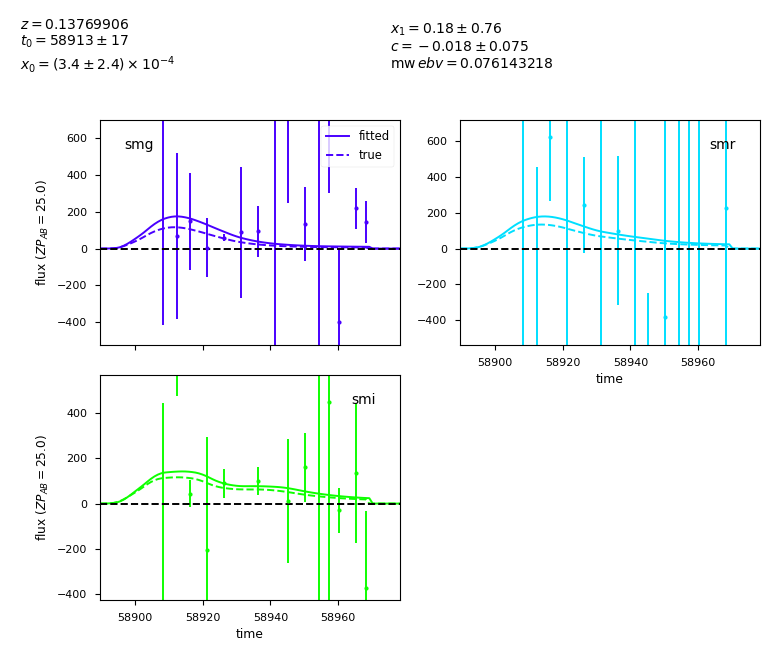 z = 0.13769906
t₀ = 58913 ± 17
x₀ = (3.4 ± 2.4) × 10⁻⁴
x₁ = 0.18 ± 0.76
c = −0.018 ± 0.075
mw ebv = 0.076143218
smg
fitted
true
600
400
200
0
−200
−400
flux (ZP_AB = 25.0)
smr
600
400
200
0
−200
−400
58900 58920 58940 58960
time
smi
400
200
0
−200
−400
flux (ZP_AB = 25.0)
58900 58920 58940 58960
time